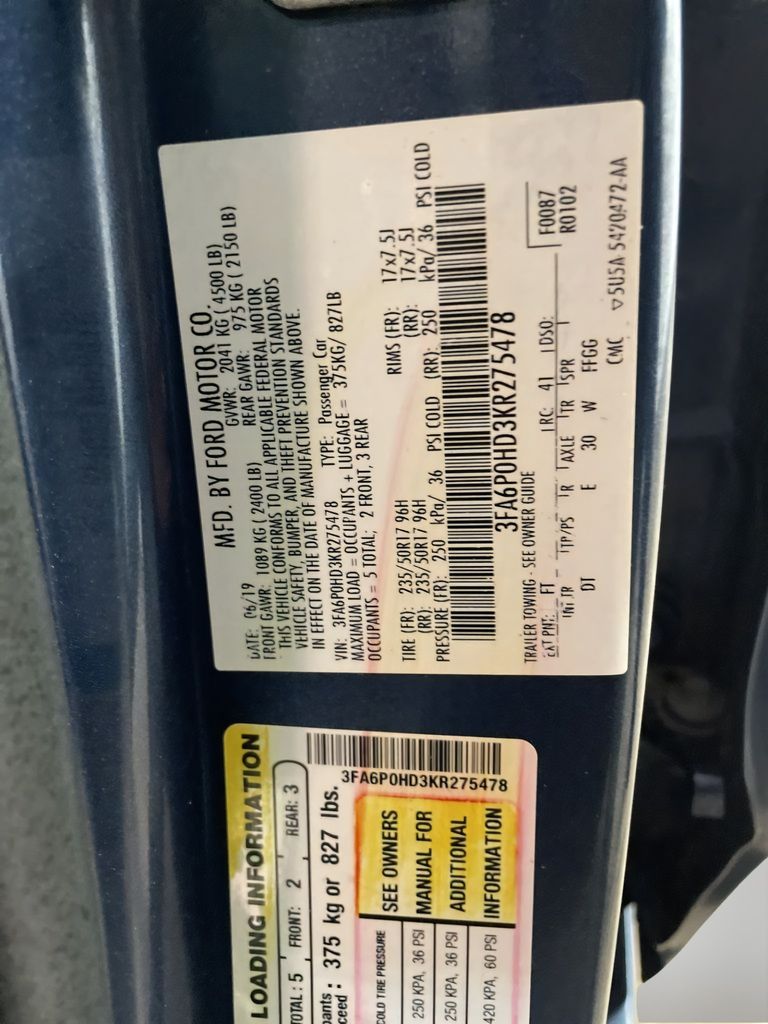 MFD. BY FORD MOTOR CO.
DATE: 06/19 GVWR: 2041 KG ( 4500 LB)
FRONT GAWR: 1089 KG ( 2400 LB) REAR GAWR: 975 KG ( 2150 LB)
THIS VEHICLE CONFORMS TO ALL APPLICABLE FEDERAL MOTOR
VEHICLE SAFETY, BUMPER, AND THEFT PREVENTION STANDARDS
IN EFFECT ON THE DATE OF MANUFACTURE SHOWN ABOVE.
VIN: 3FA6P0HD3KR275478 TYPE: Passenger Car
MAXIMUM LOAD = OCCUPANTS + LUGGAGE = 375KG/ 827LB
OCCUPANTS = 5 TOTAL; 2 FRONT, 3 REAR
TIRE (FR): 235/50R17 96H RIMS (FR): 17x7.5J
(RR): 235/50R17 96H (RR): 17x7.5J
PRESSURE (FR): 250 kPa/ 36 PSI COLD (RR): 250 kPa/ 36 PSI COLD
3FA6P0HD3KR275478
TRAILER TOWING - SEE OWNER GUIDE
EXT PNT: FT RC: 41 DSO: F0087
INT TR TP/PS R AXLE TR SPR R0102
DT E 30 W FFGG
CMC ▽5U5A-5420472-AA
LOADING INFORMATION
TOTAL : 5 FRONT: 2 REAR: 3
pants
ceed : 375 kg or 827 lbs.
3FA6P0HD3KR275478
COLD TIRE PRESSURE
250 KPA, 36 PSI
250 KPA, 36 PSI
420 KPA, 60 PSI
SEE OWNERS
MANUAL FOR
ADDITIONAL
INFORMATION